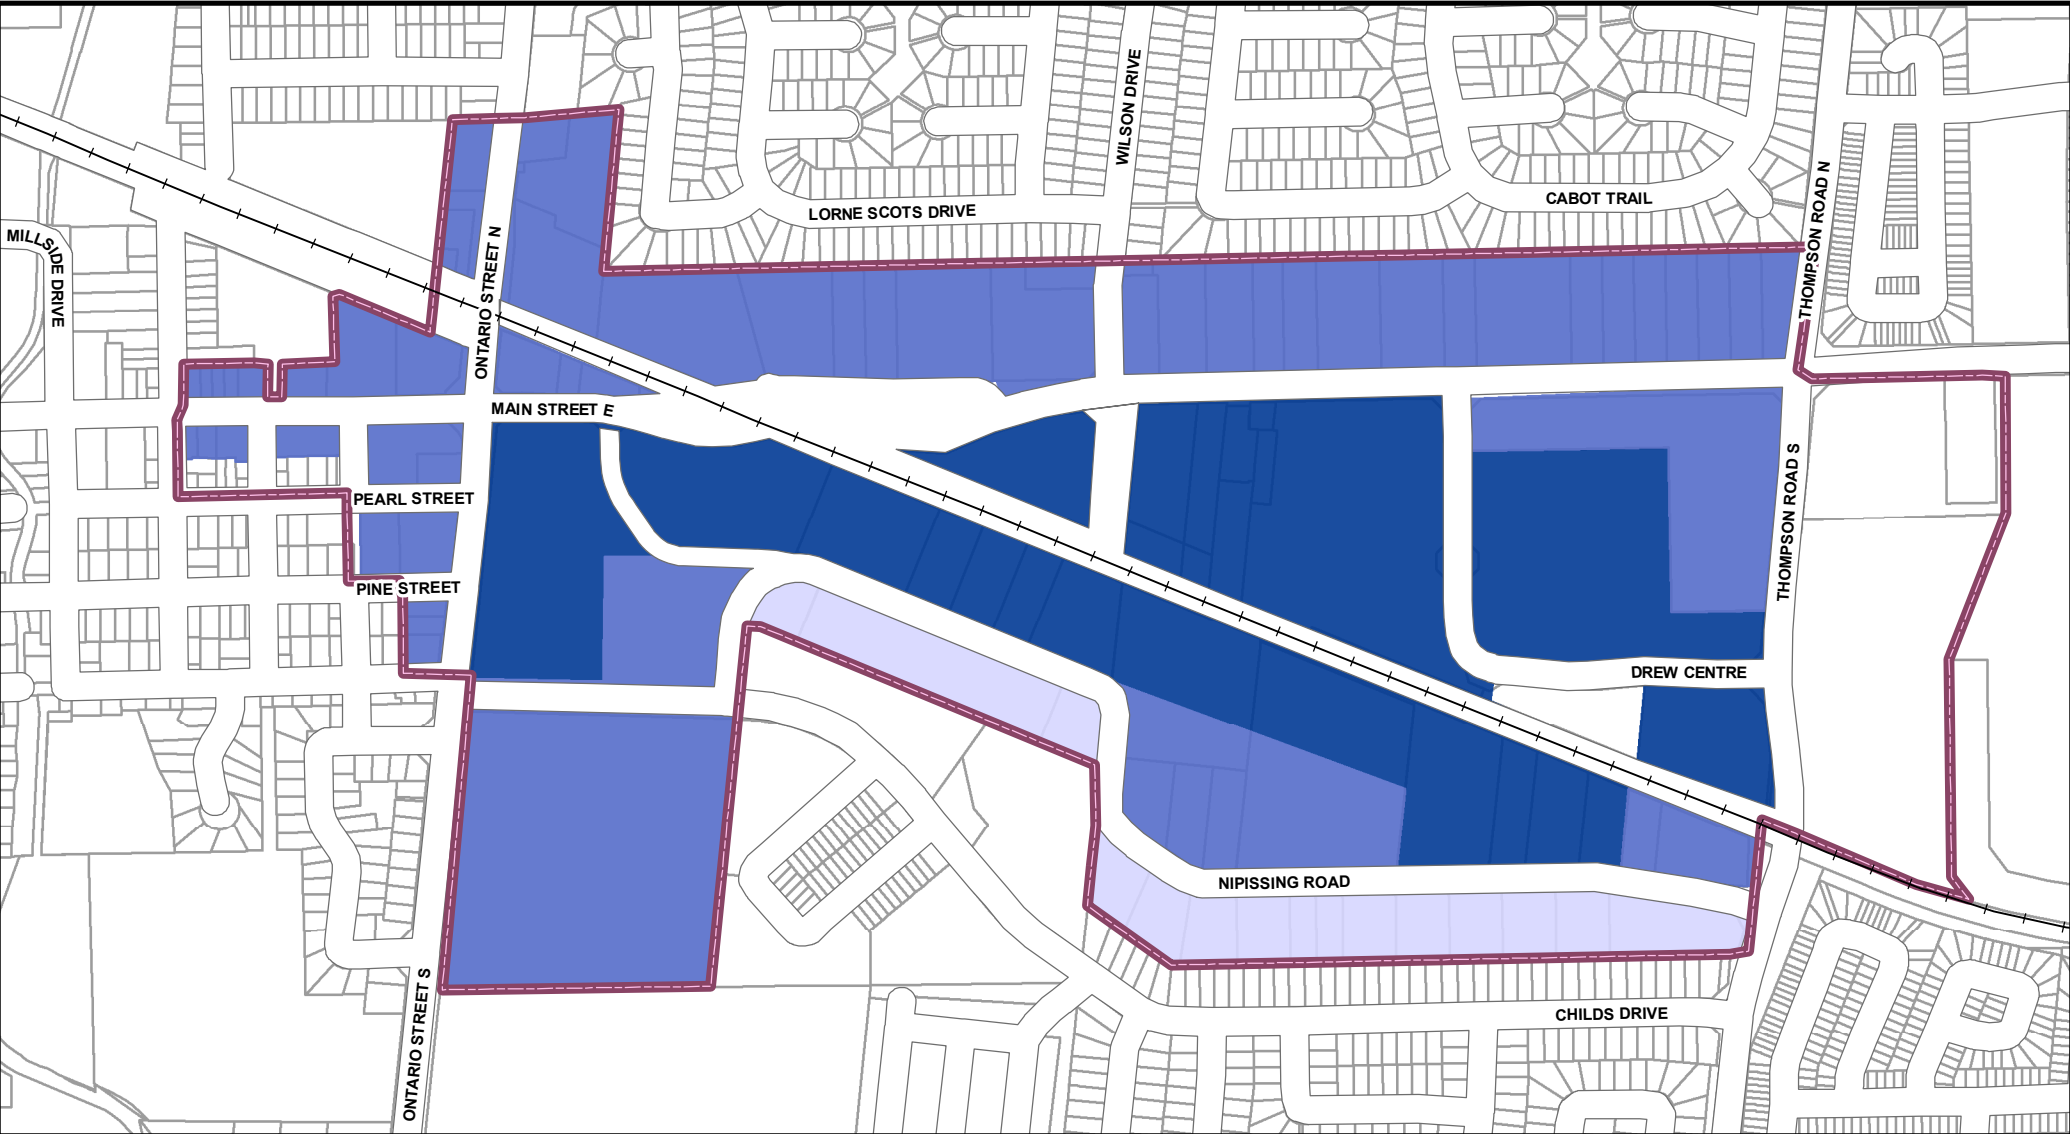 WILSON DRIVE
CABOT TRAIL
LORNE SCOTS DRIVE
THOMPSON ROAD N
MILLSIDE DRIVE
ONTARIO STREET N
MAIN STREET E
PEARL STREET
THOMPSON ROAD S
PINE STREET
DREW CENTRE
NIPISSING ROAD
CHILDS DRIVE
ONTARIO STREET S